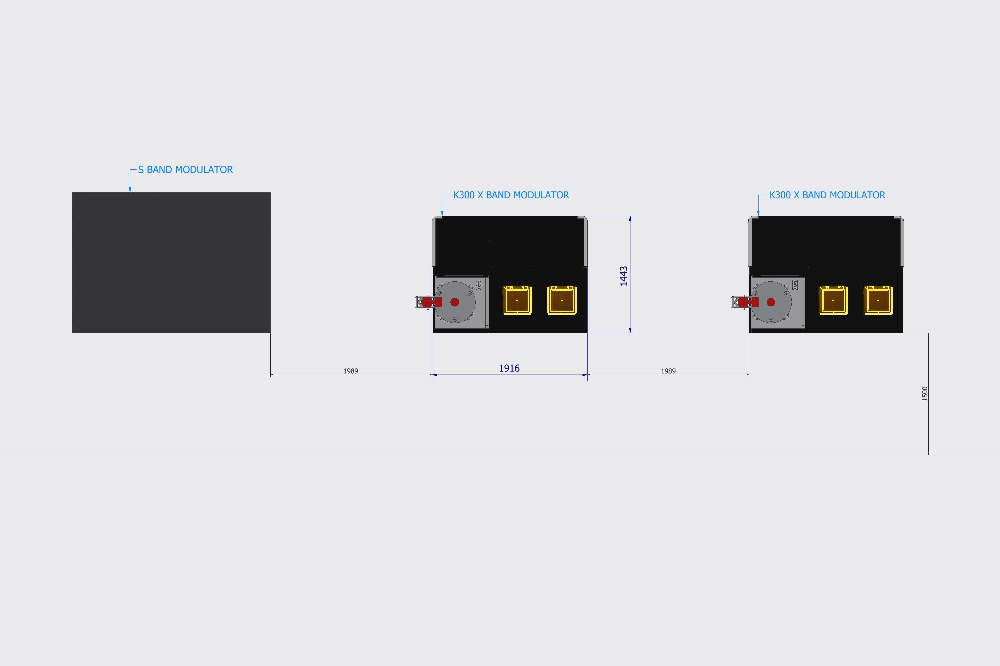 S BAND MODULATOR
K300 X BAND MODULATOR
K300 X BAND MODULATOR
1443
1989
1916
1989
1500